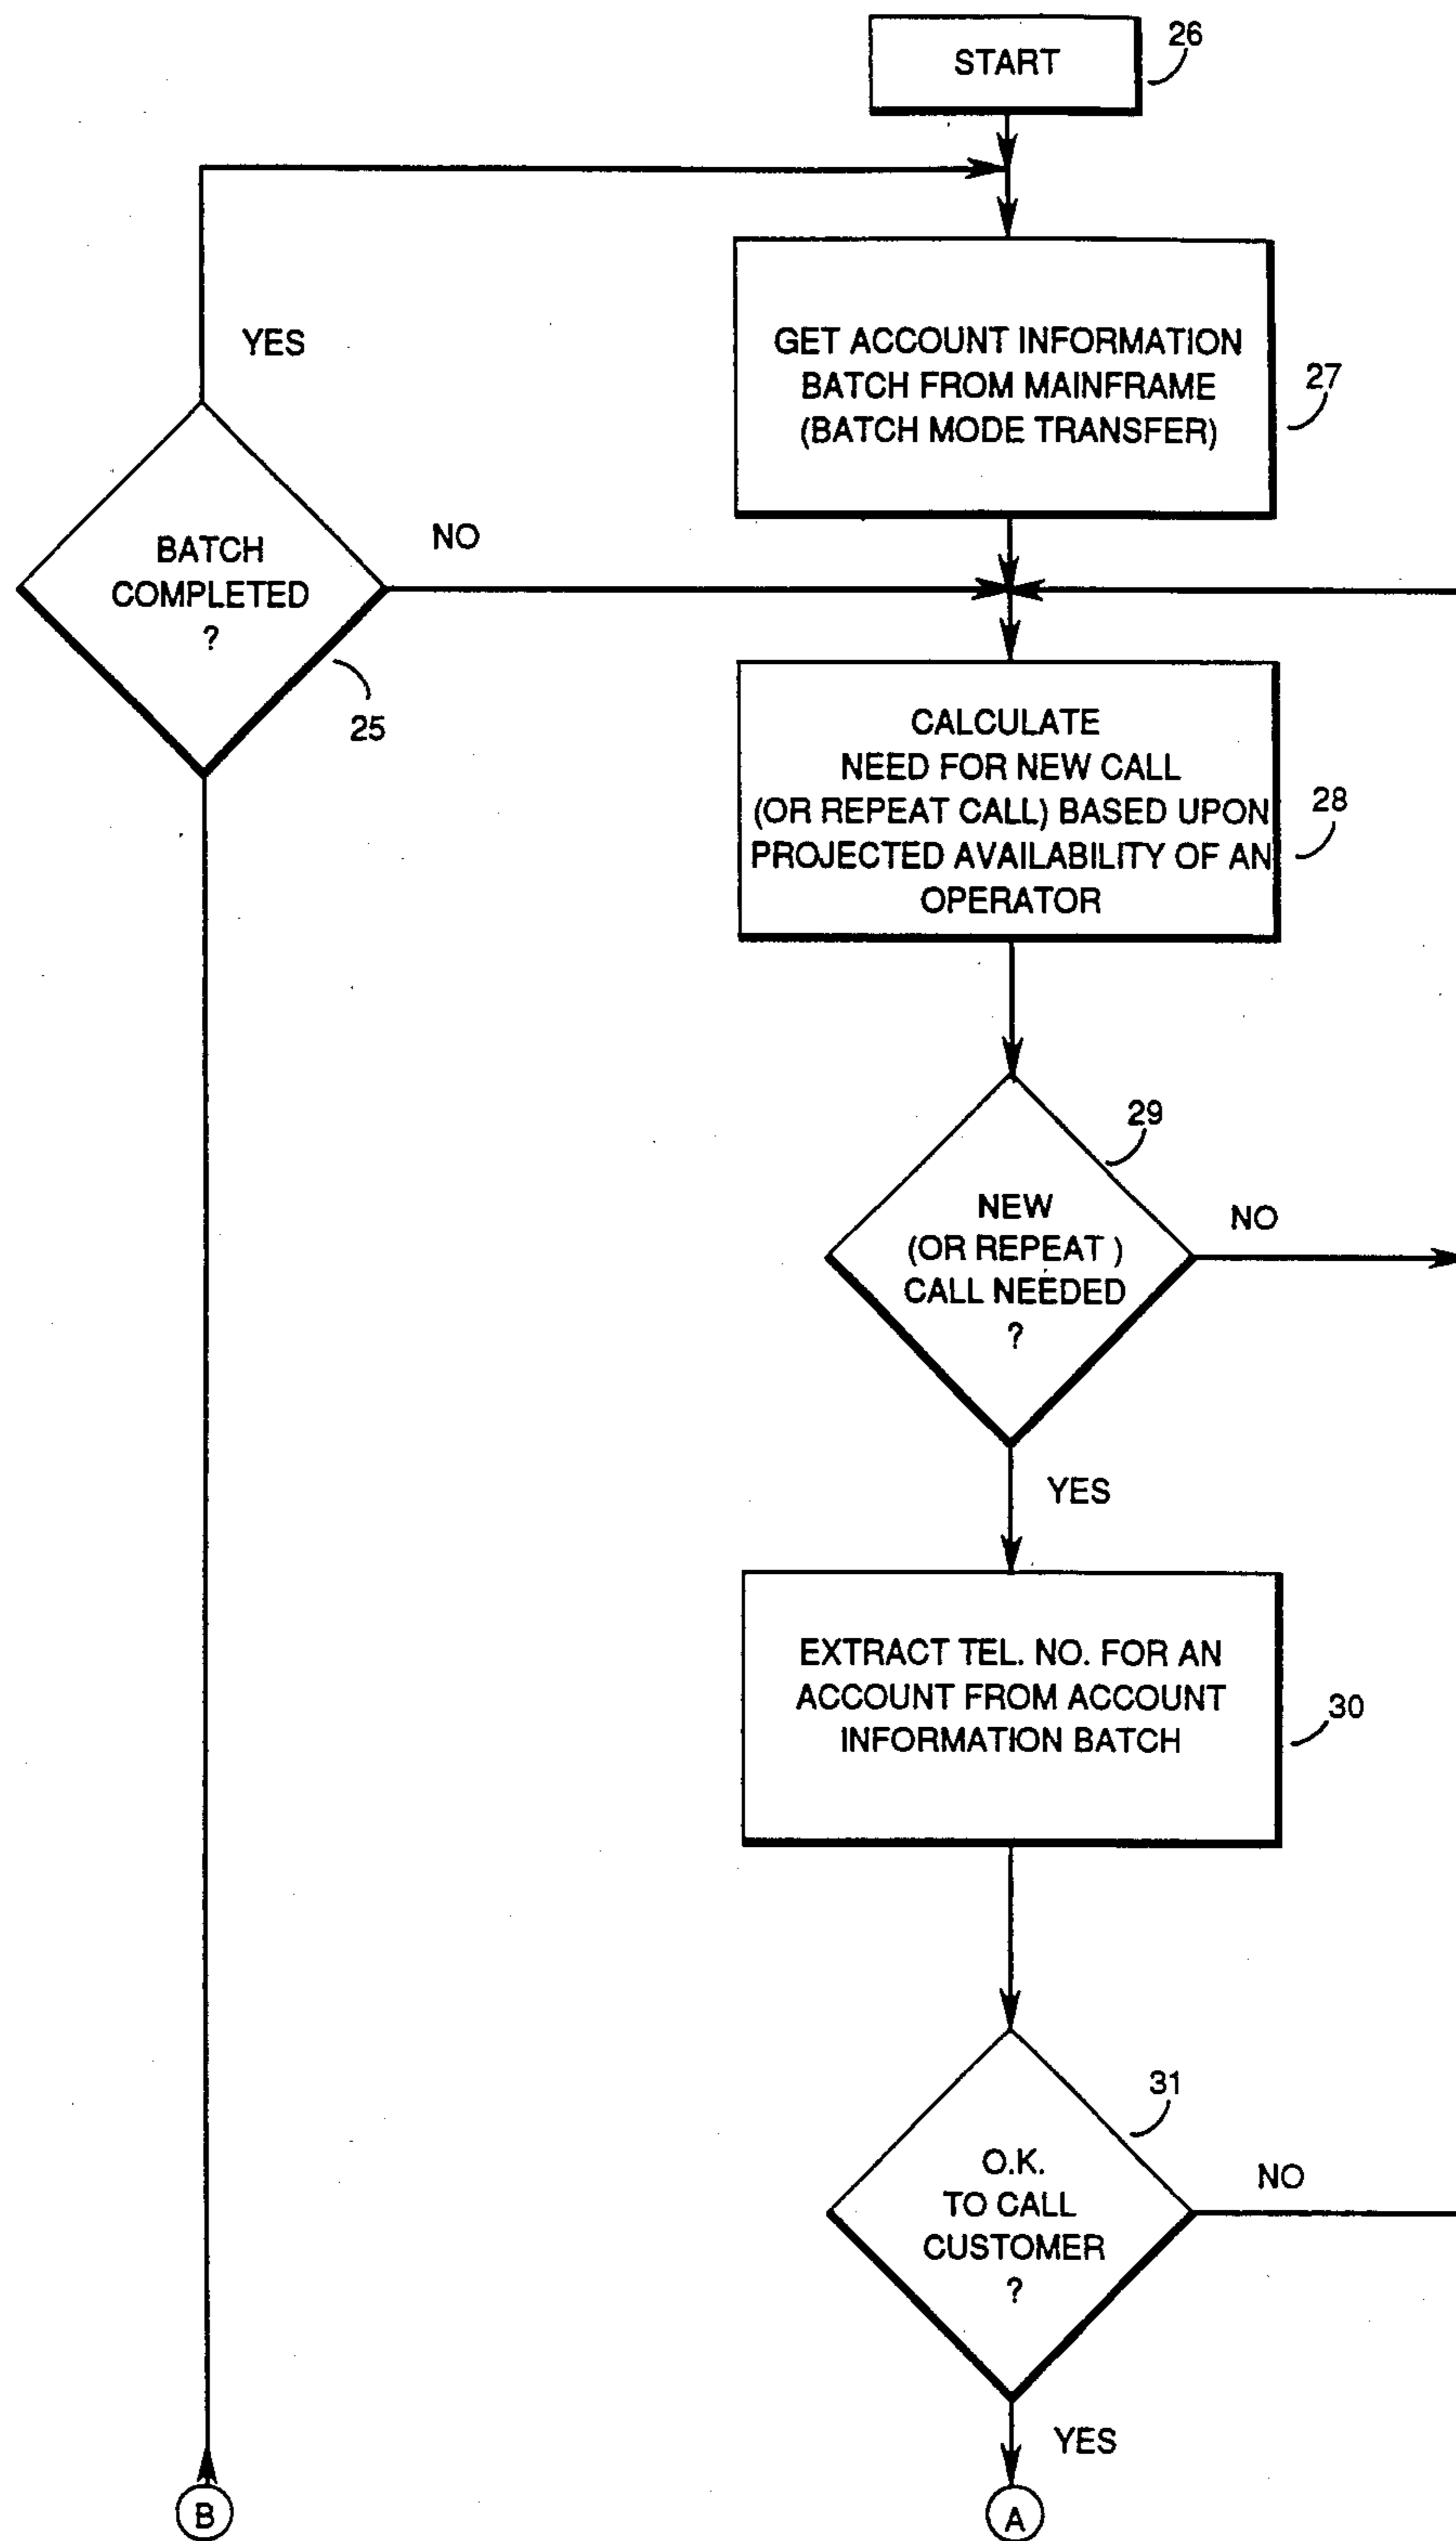 START
26
GET ACCOUNT INFORMATION
BATCH FROM MAINFRAME
(BATCH MODE TRANSFER)
27
YES
BATCH
COMPLETED
?
NO
25
CALCULATE
NEED FOR NEW CALL
(OR REPEAT CALL) BASED UPON
PROJECTED AVAILABILITY OF AN
OPERATOR
28
29
NEW
(OR REPEAT )
CALL NEEDED
?
NO
YES
EXTRACT TEL. NO. FOR AN
ACCOUNT FROM ACCOUNT
INFORMATION BATCH
30
31
O.K.
TO CALL
CUSTOMER
?
NO
YES
B
A